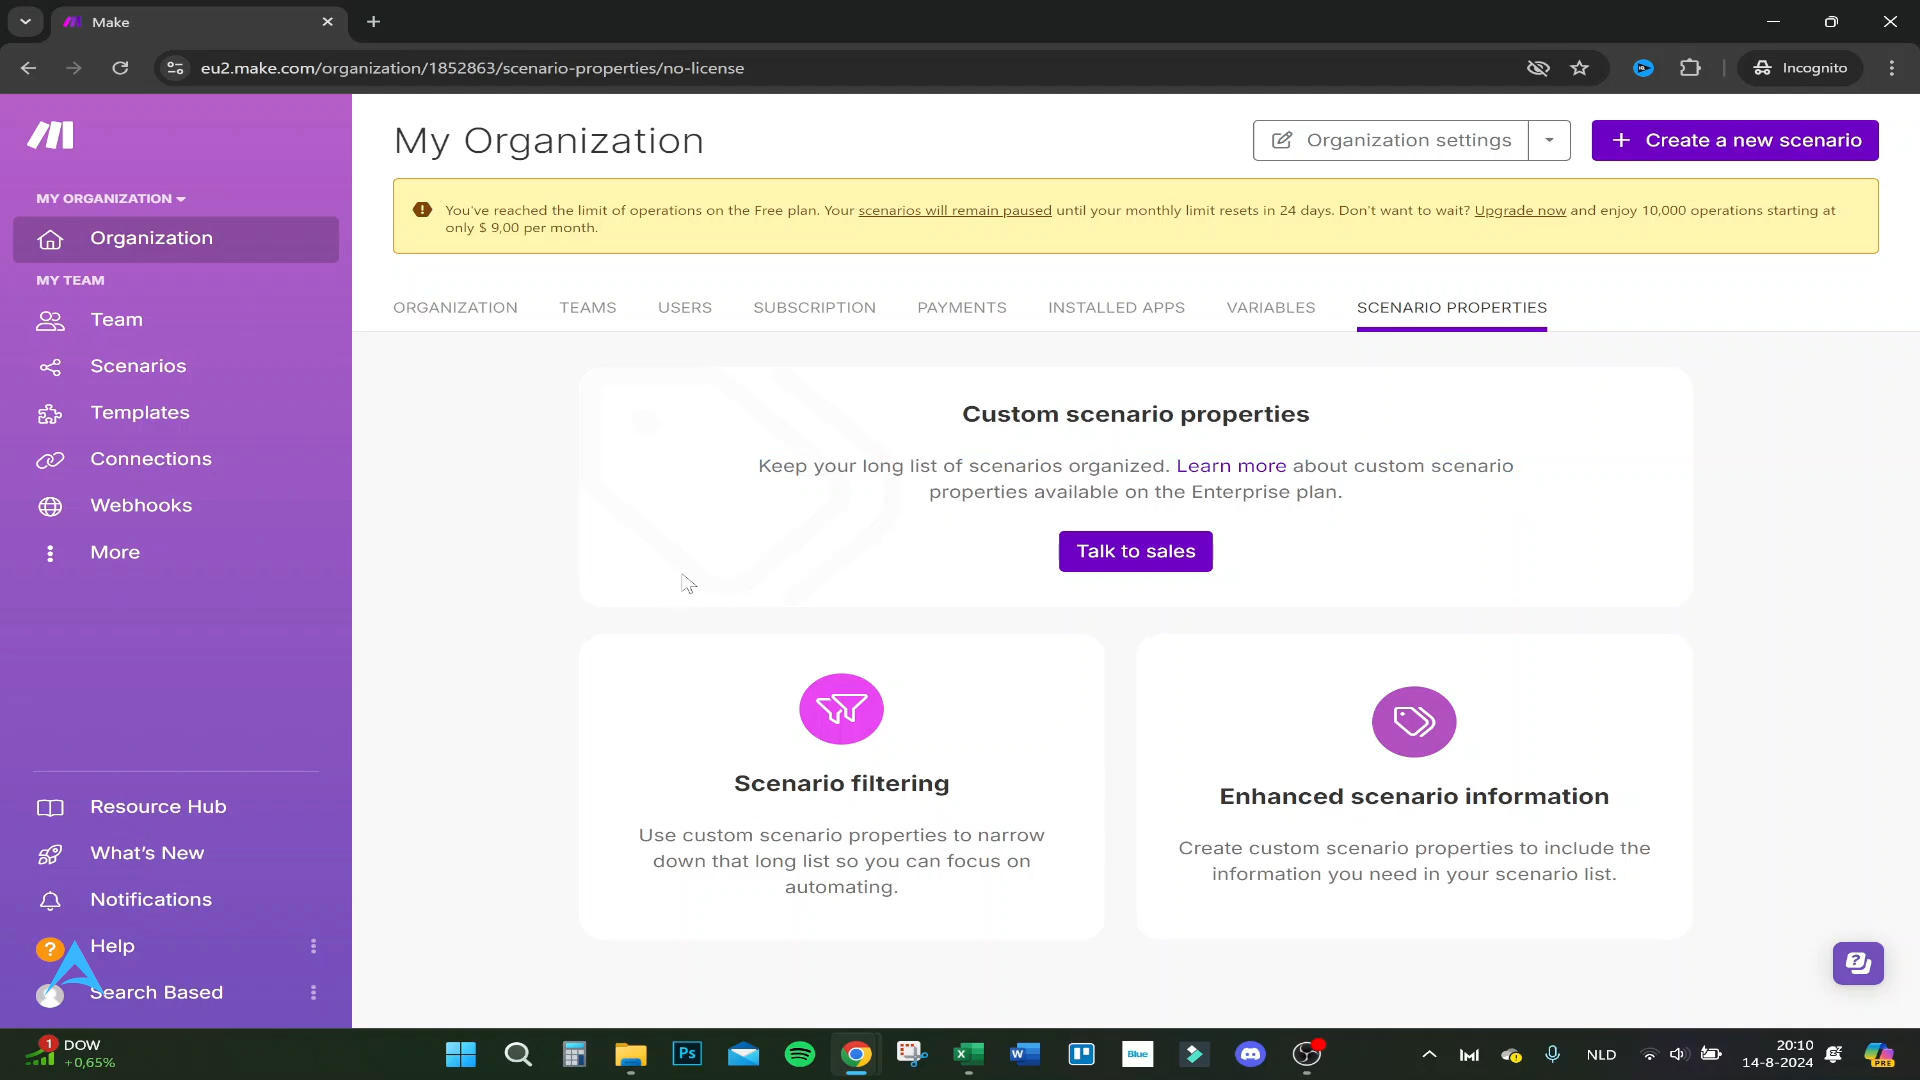 Make
eu2.make.com/organization/1852863/scenario-properties/no-license
Incognito
My Organization
Organization settings
Create a new scenario
MY ORGANIZATION
Organization
MY TEAM
Team
Scenarios
Templates
Connections
Webhooks
More
You've reached the limit of operations on the Free plan. Your scenarios will remain paused until your monthly limit resets in 24 days. Don't want to wait? Upgrade now and enjoy 10,000 operations starting at
only $ 9,00 per month.
ORGANIZATION TEAMS USERS SUBSCRIPTION PAYMENTS INSTALLED APPS VARIABLES SCENARIO PROPERTIES
Custom scenario properties
Keep your long list of scenarios organized. Learn more about custom scenario
properties available on the Enterprise plan.
Talk to sales
Scenario filtering
Use custom scenario properties to narrow
down that long list so you can focus on
automating.
Enhanced scenario information
Create custom scenario properties to include the
information you need in your scenario list.
Resource Hub
What's New
Notifications
? Help
Search Based
1 DOW
+0,65%
Ps
Blue
NLD
20:10
14-8-2024
PRE